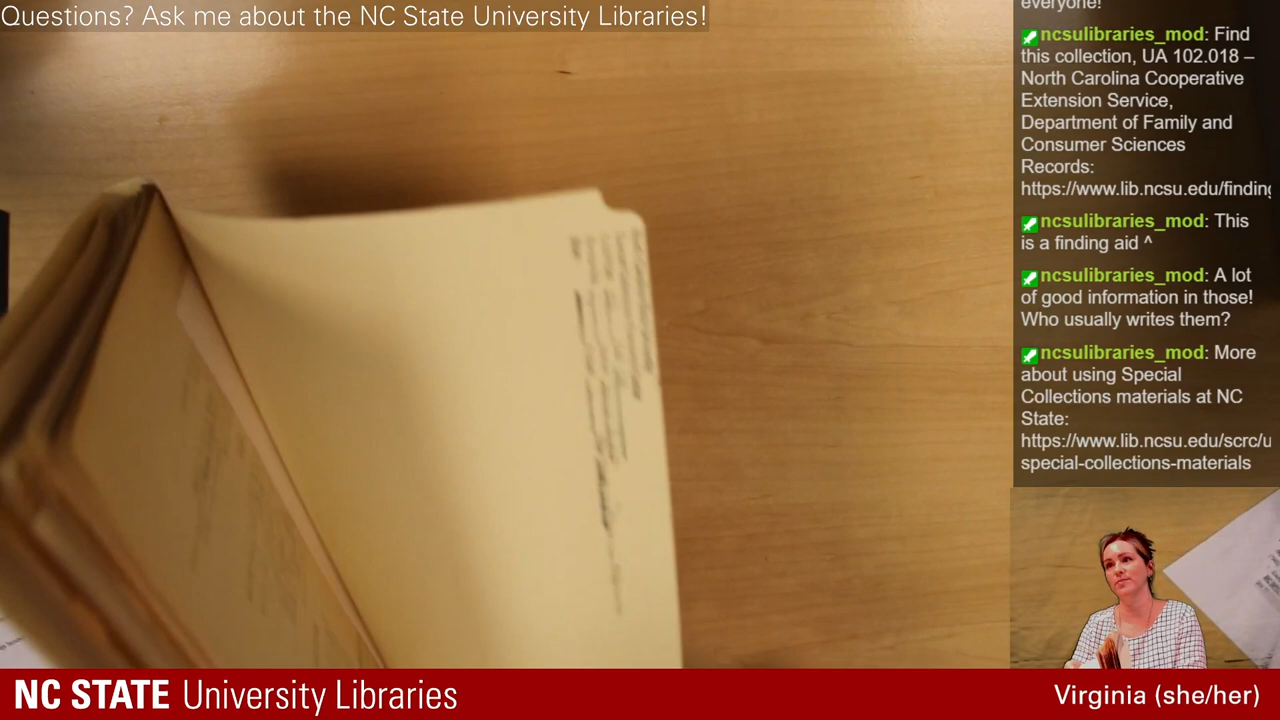 Questions? Ask me about the NC State University Libraries!
everyone!
ncsulibraries_mod: Find
this collection, UA 102.018 –
North Carolina Cooperative
Extension Service,
Department of Family and
Consumer Sciences
Records:
https://www.lib.ncsu.edu/finding
ncsulibraries_mod: This
is a finding aid ^
ncsulibraries_mod: A lot
of good information in those!
Who usually writes them?
ncsulibraries_mod: More
about using Special
Collections materials at NC
State:
https://www.lib.ncsu.edu/scrc/u
special-collections-materials
NC STATE University Libraries
Virginia (she/her)